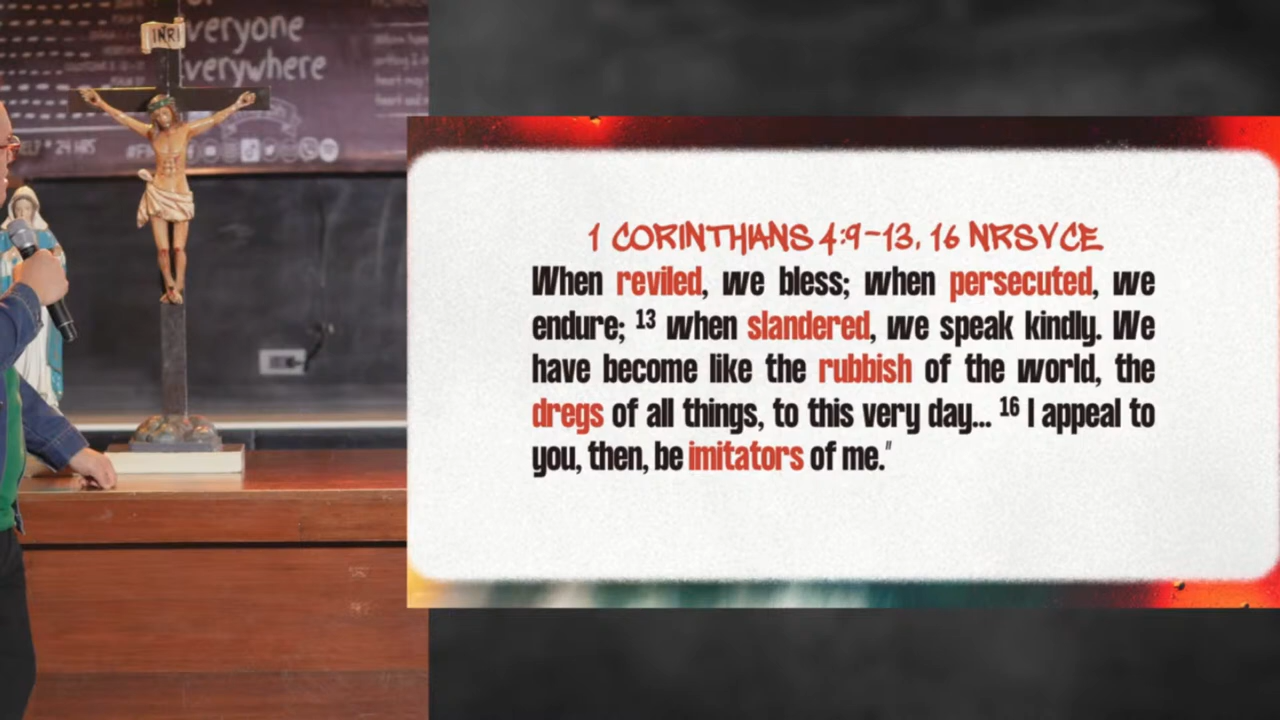 INRI
veryone
verywhere
1 CORINTHIANS 4:9-13, 16 NRSVCE
When reviled, we bless; when persecuted, we
endure; 13 when slandered, we speak kindly. We
have become like the rubbish of the world, the
dregs of all things, to this very day... 16 I appeal to
you, then, be imitators of me."